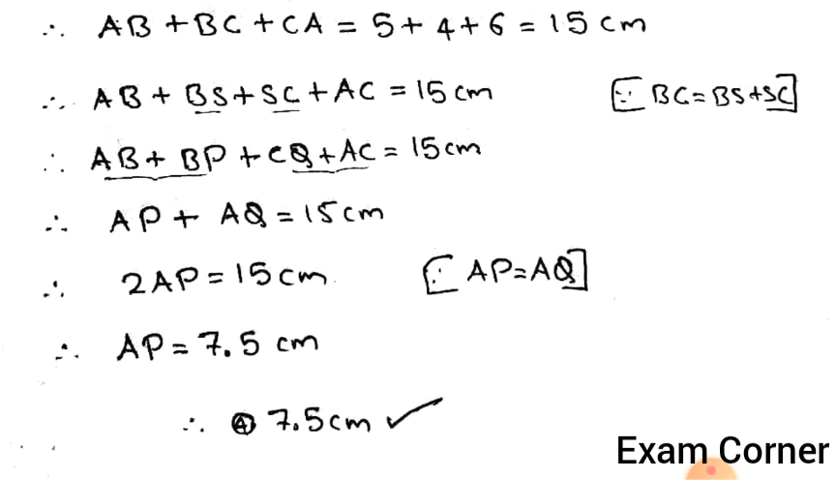 ∴ AB + BC + CA = 5 + 4 + 6 = 15 cm
∴ AB + BS + SC + AC = 15 cm [∵ BC = BS + SC]
∴ AB + BP + CQ + AC = 15 cm
∴ AP + AQ = 15 cm
∴ 2AP = 15 cm [∵ AP = AQ]
∴ AP = 7.5 cm
∴ Ⓐ 7.5 cm ✓
Exam Corner